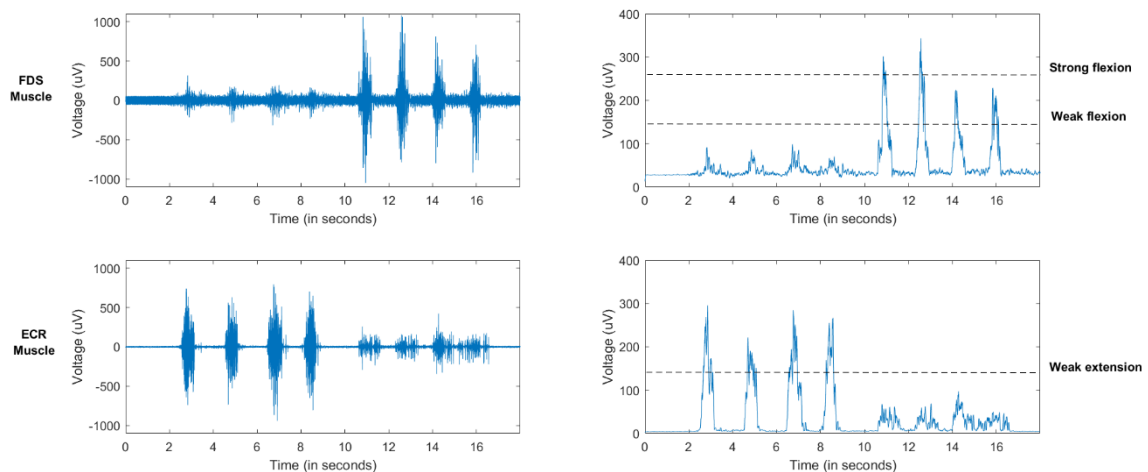 FDS
Muscle
Voltage (uV)
1000
500
0
-500
-1000
0 2 4 6 8 10 12 14 16
Time (in seconds)
Voltage (uV)
400
300
200
100
0
0 2 4 6 8 10 12 14 16
Time (in seconds)
Strong flexion
Weak flexion
ECR
Muscle
Voltage (uV)
1000
500
0
-500
-1000
0 2 4 6 8 10 12 14 16
Time (in seconds)
Voltage (uV)
400
300
200
100
0
0 2 4 6 8 10 12 14 16
Time (in seconds)
Weak extension